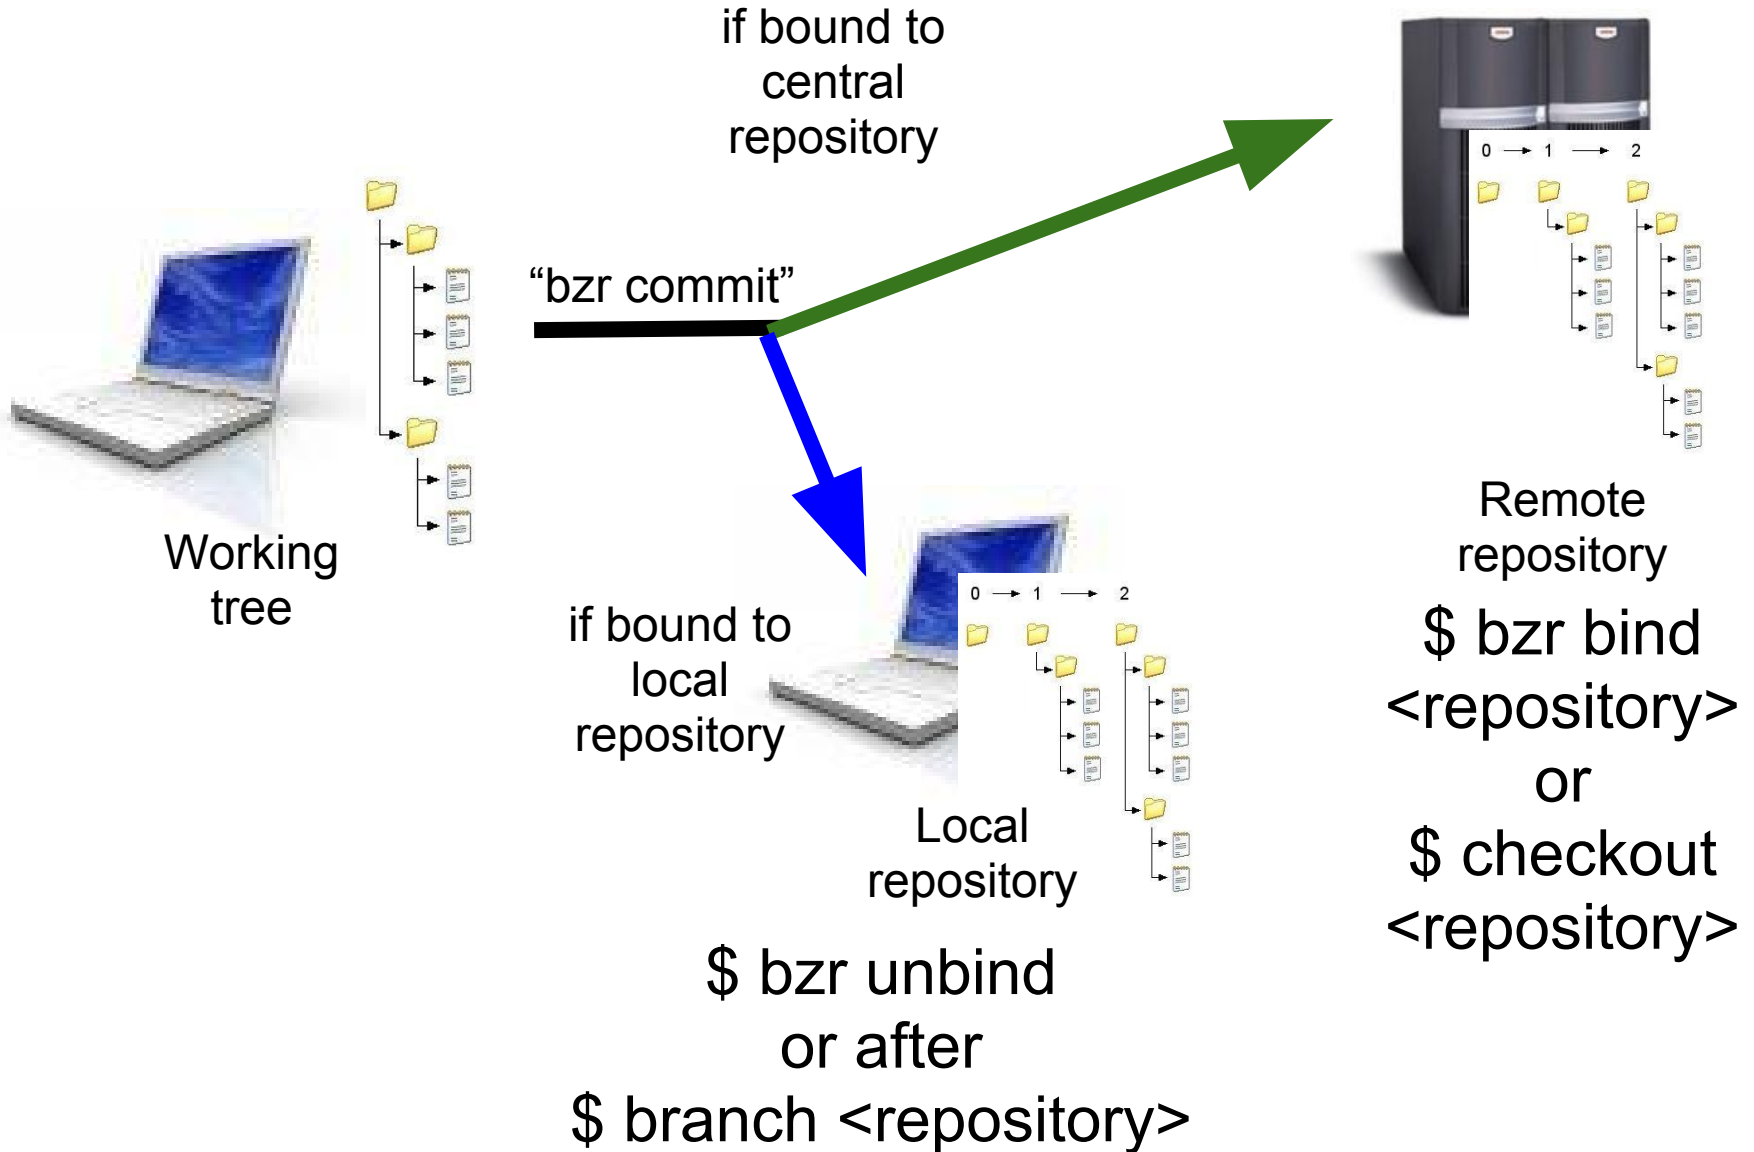 if bound to
central
repository
0 1 2
“bzr commit”
Working
tree
Remote
repository
$ bzr bind
<repository>
or
$ checkout
<repository>
if bound to
local
repository
0 1 2
Local
repository
$ bzr unbind
or after
$ branch <repository>